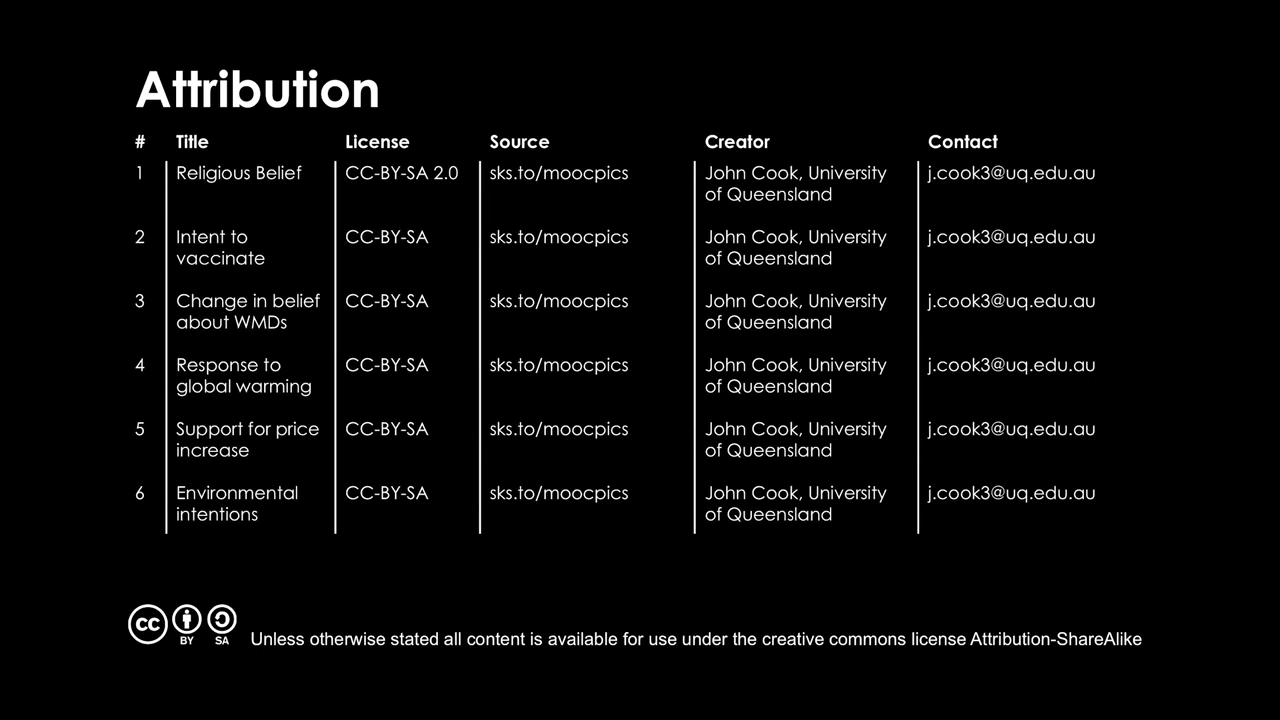 Attribution
# Title License Source Creator Contact
1 Religious Belief CC-BY-SA 2.0 sks.to/moocpics John Cook, University j.cook3@uq.edu.au
of Queensland
2 Intent to CC-BY-SA sks.to/moocpics John Cook, University j.cook3@uq.edu.au
vaccinate of Queensland
3 Change in belief CC-BY-SA sks.to/moocpics John Cook, University j.cook3@uq.edu.au
about WMDs of Queensland
4 Response to CC-BY-SA sks.to/moocpics John Cook, University j.cook3@uq.edu.au
global warming of Queensland
5 Support for price CC-BY-SA sks.to/moocpics John Cook, University j.cook3@uq.edu.au
increase of Queensland
6 Environmental CC-BY-SA sks.to/moocpics John Cook, University j.cook3@uq.edu.au
intentions of Queensland
cc BY SA Unless otherwise stated all content is available for use under the creative commons license Attribution-ShareAlike